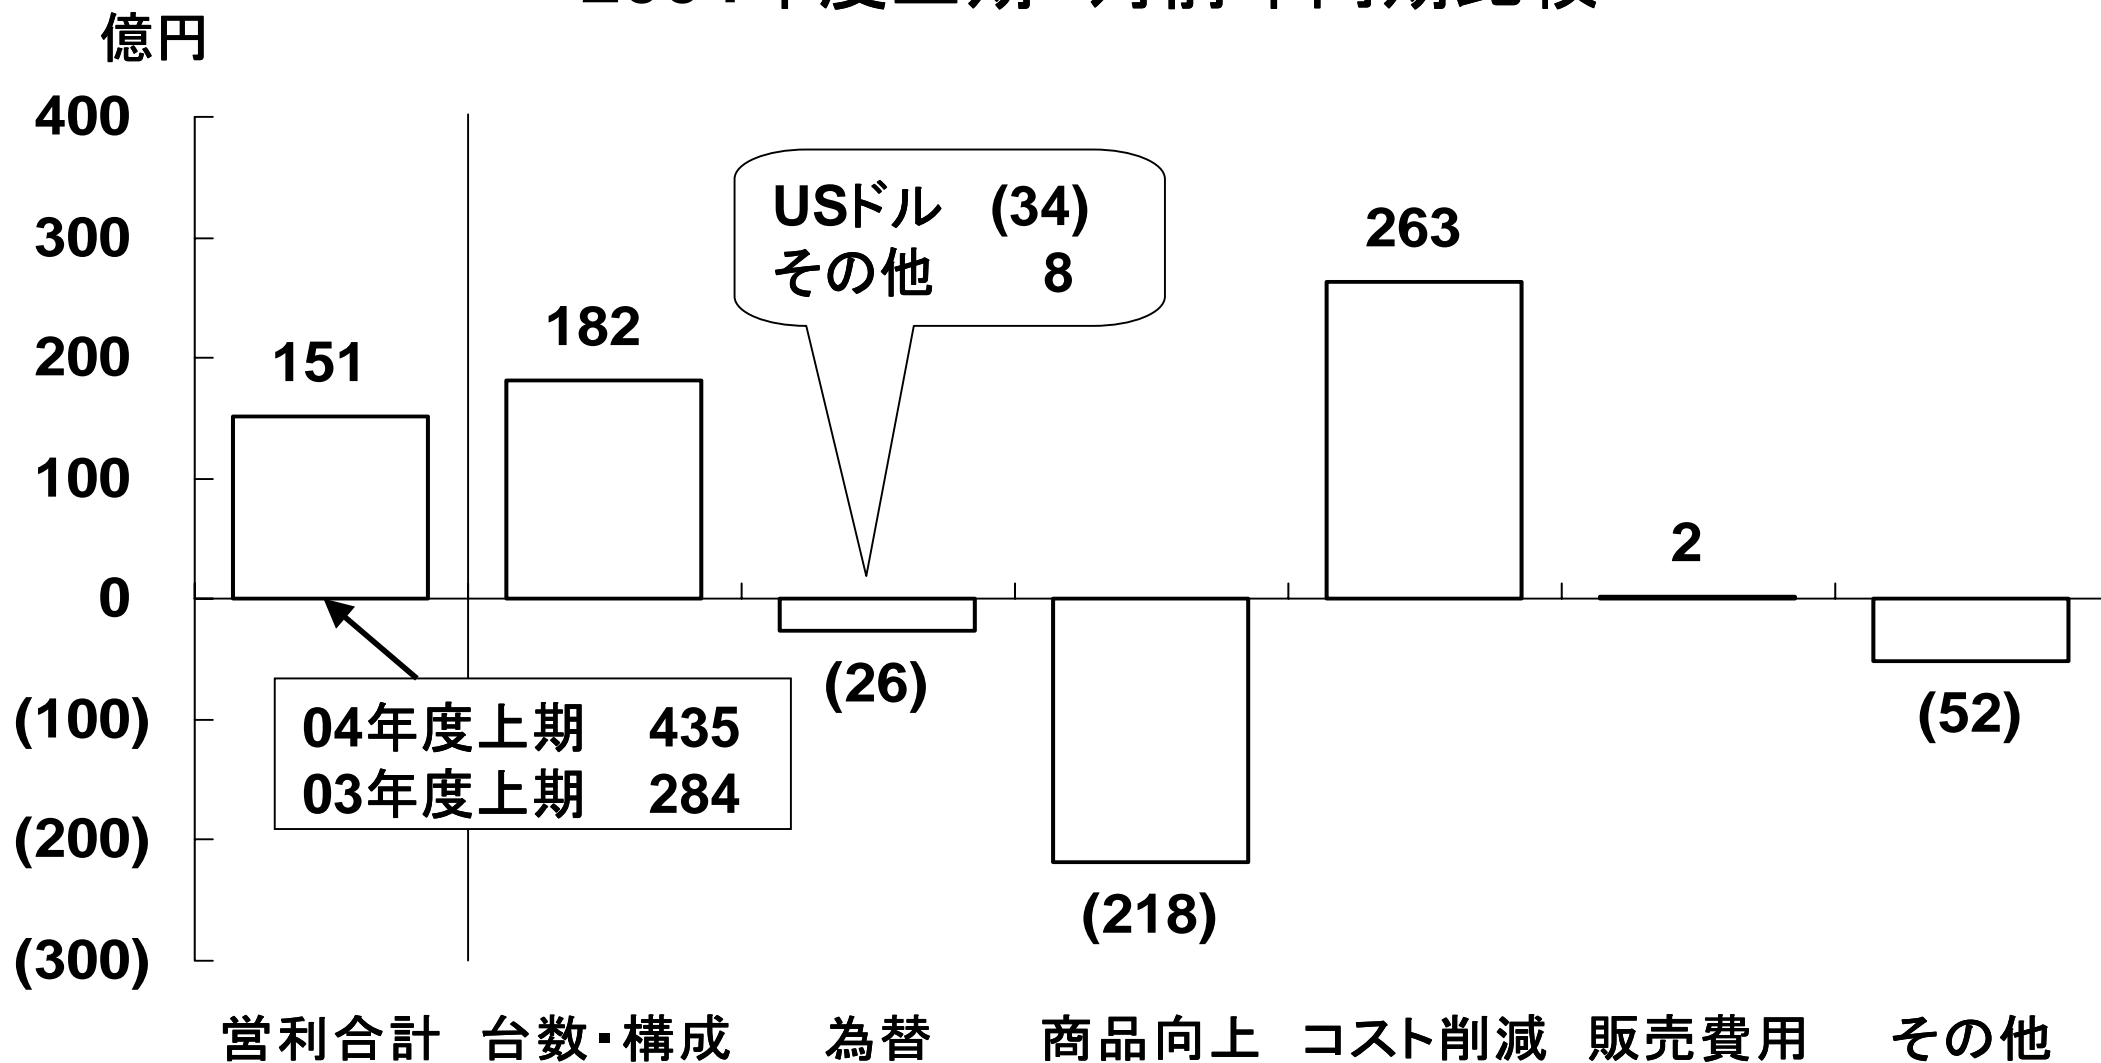 億円
400
300
200
100
0
(100)
(200)
(300)
151
182
USドル (34)
その他 8
263
2
(26)
(218)
(52)
04年度上期 435
03年度上期 284
営利合計 台数・構成 為替 商品向上 コスト削減 販売費用 その他